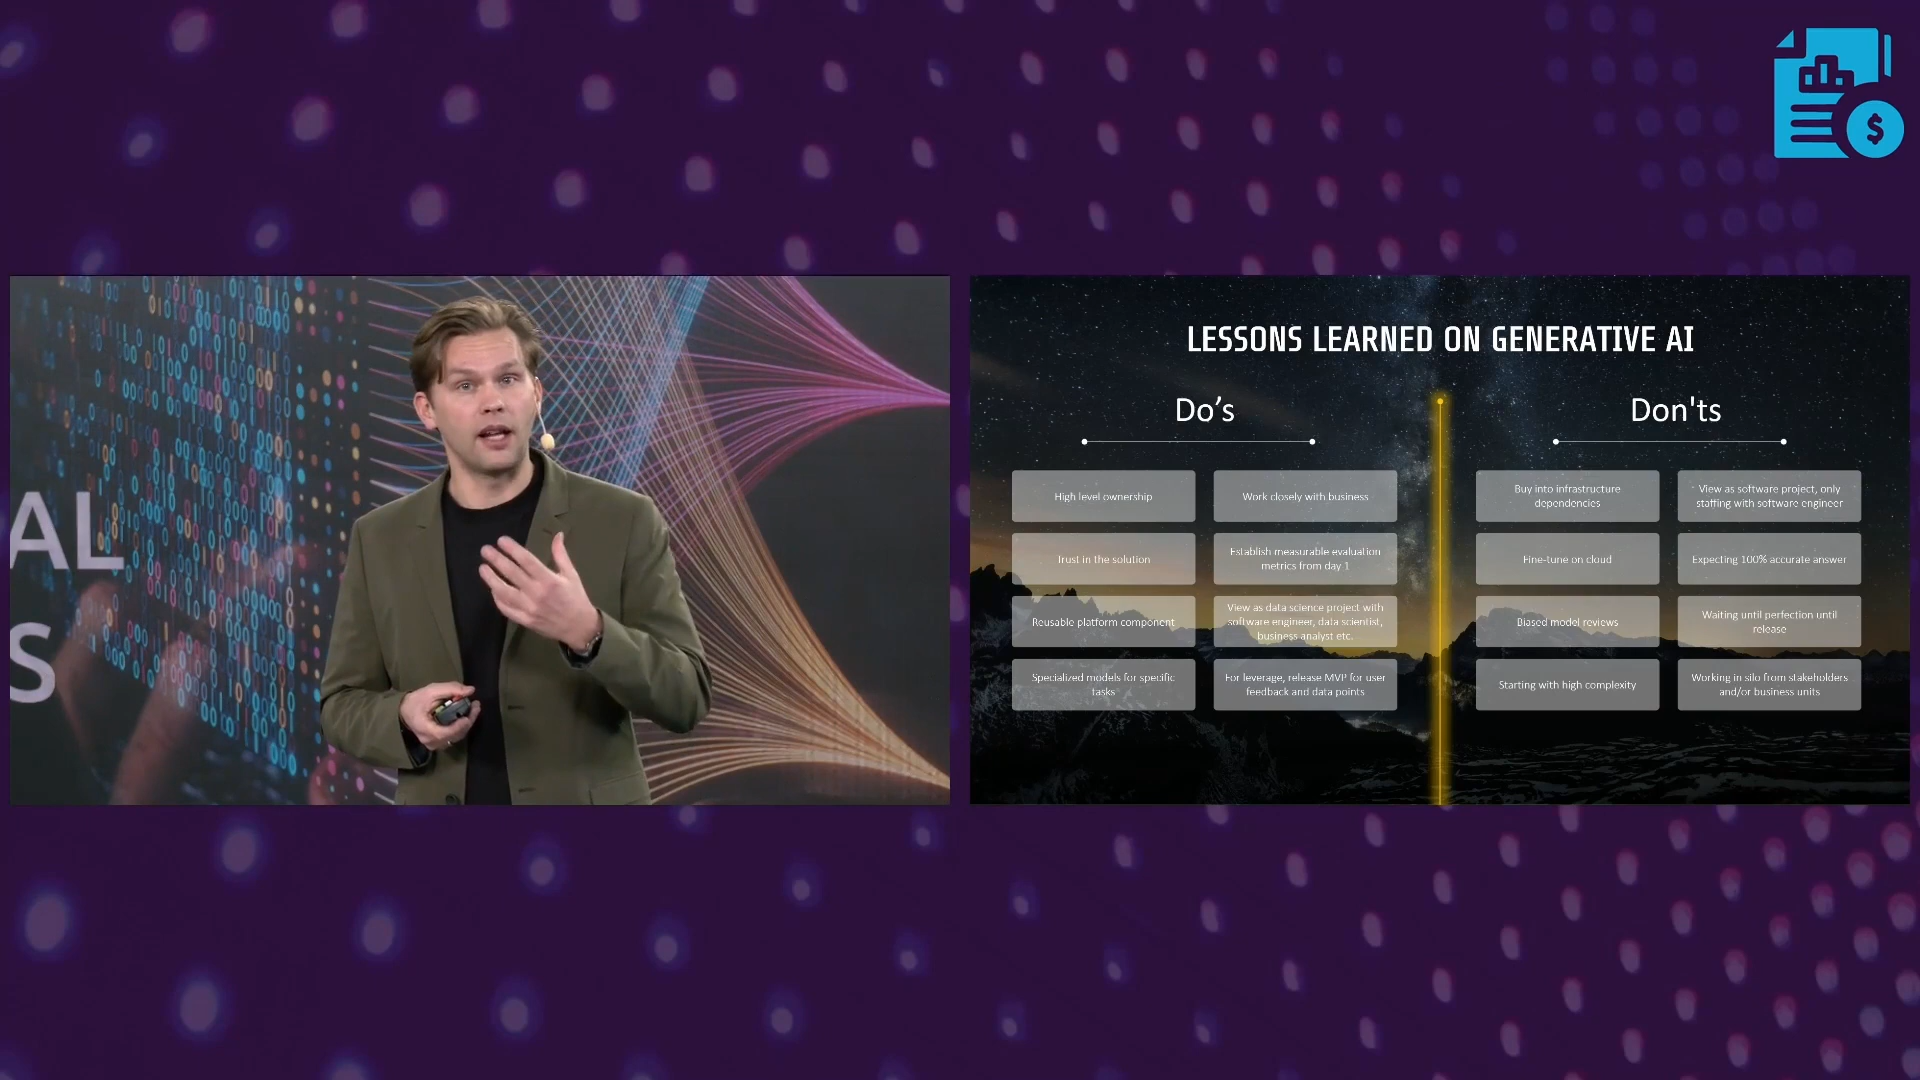 AL
S
$
LESSONS LEARNED ON GENERATIVE AI
Do's
Don'ts
High level ownership
Work closely with business
Trust in the solution
Establish measurable evaluation
metrics from day 1
Reusable platform component
View as data science project with
software engineer, data scientist,
business analyst etc.
Specialized models for specific
tasks
For leverage, release MVP for user
feedback and data points
Buy into infrastructure
dependencies
View as software project, only
staffing with software engineer
Fine-tune on cloud
Expecting 100% accurate answer
Biased model reviews
Waiting until perfection until
release
Starting with high complexity
Working in silo from stakeholders
and/or business units